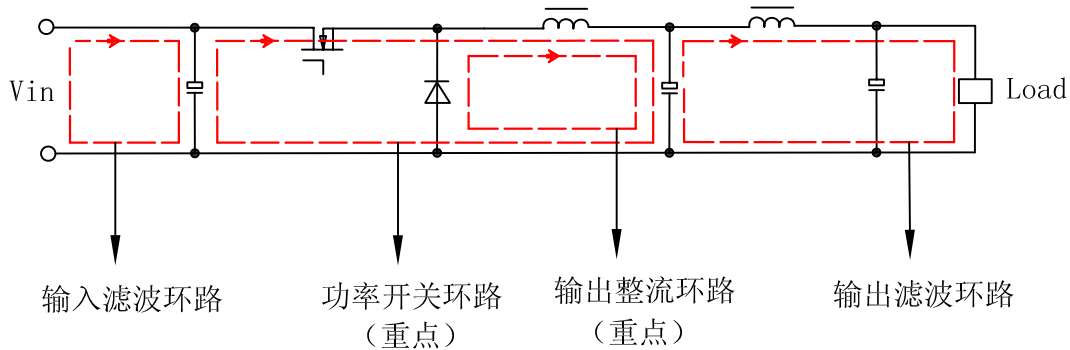 Vin
Load
输入滤波环路
功率开关环路
（重点）
输出整流环路
（重点）
输出滤波环路